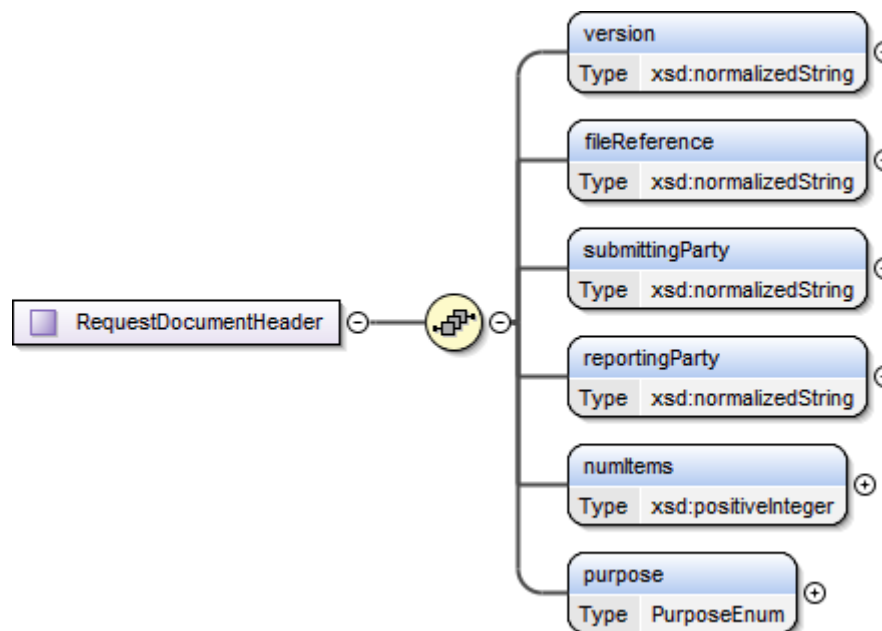 version
Type xsd:normalizedString
fileReference
Type xsd:normalizedString
submittingParty
Type xsd:normalizedString
RequestDocumentHeader
reportingParty
Type xsd:normalizedString
numItems
Type xsd:positiveInteger
purpose
Type PurposeEnum